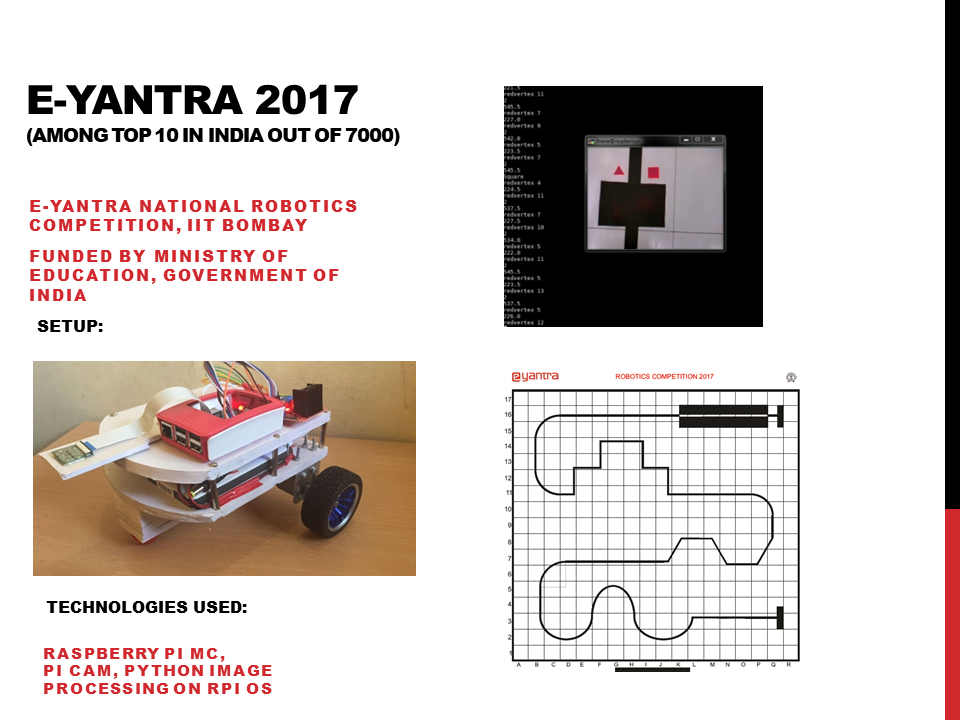 E-YANTRA 2017
(AMONG TOP 10 IN INDIA OUT OF 7000)
E-YANTRA NATIONAL ROBOTICS
COMPETITION, IIT BOMBAY
FUNDED BY MINISTRY OF
EDUCATION, GOVERNMENT OF
INDIA
SETUP:
TECHNOLOGIES USED:
RASPBERRY PI MC,
PI CAM, PYTHON IMAGE
PROCESSING ON RPI OS
221.5
redvertex 11
2
545.5
redvertex 7
227.0
redvertex 9
2
542.0
redvertex 5
223.5
redvertex 7
2
545.5
Square
redvertex 4
224.5
redvertex 11
2
537.5
redvertex 7
227.5
redvertex 10
2
534.0
redvertex 5
222.0
redvertex 11
2
545.5
redvertex 5
223.5
redvertex 13
2
537.5
redvertex 5
226.0
redvertex 12
eyantra
ROBOTICS COMPETITION 2017
17
16
15
14
13
12
11
10
9
8
7
6
5
4
3
2
1
A B C D E F G H I J K L M N O P Q R